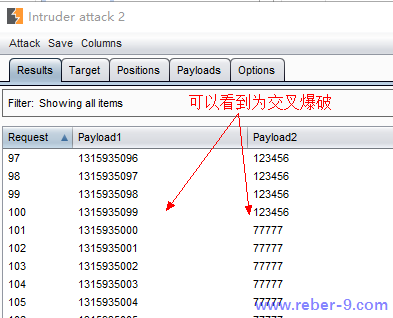 Intruder attack 2
Attack Save Columns
Results Target Positions Payloads Options
Filter: Showing all items
可以看到为交叉爆破
Request Payload1 Payload2
97 1315935096 123456
98 1315935097 123456
99 1315935098 123456
100 1315935099 123456
101 1315935000 77777
102 1315935001 77777
103 1315935002 77777
104 1315935003 77777
105 1315935004 77777
www.reber-9.com